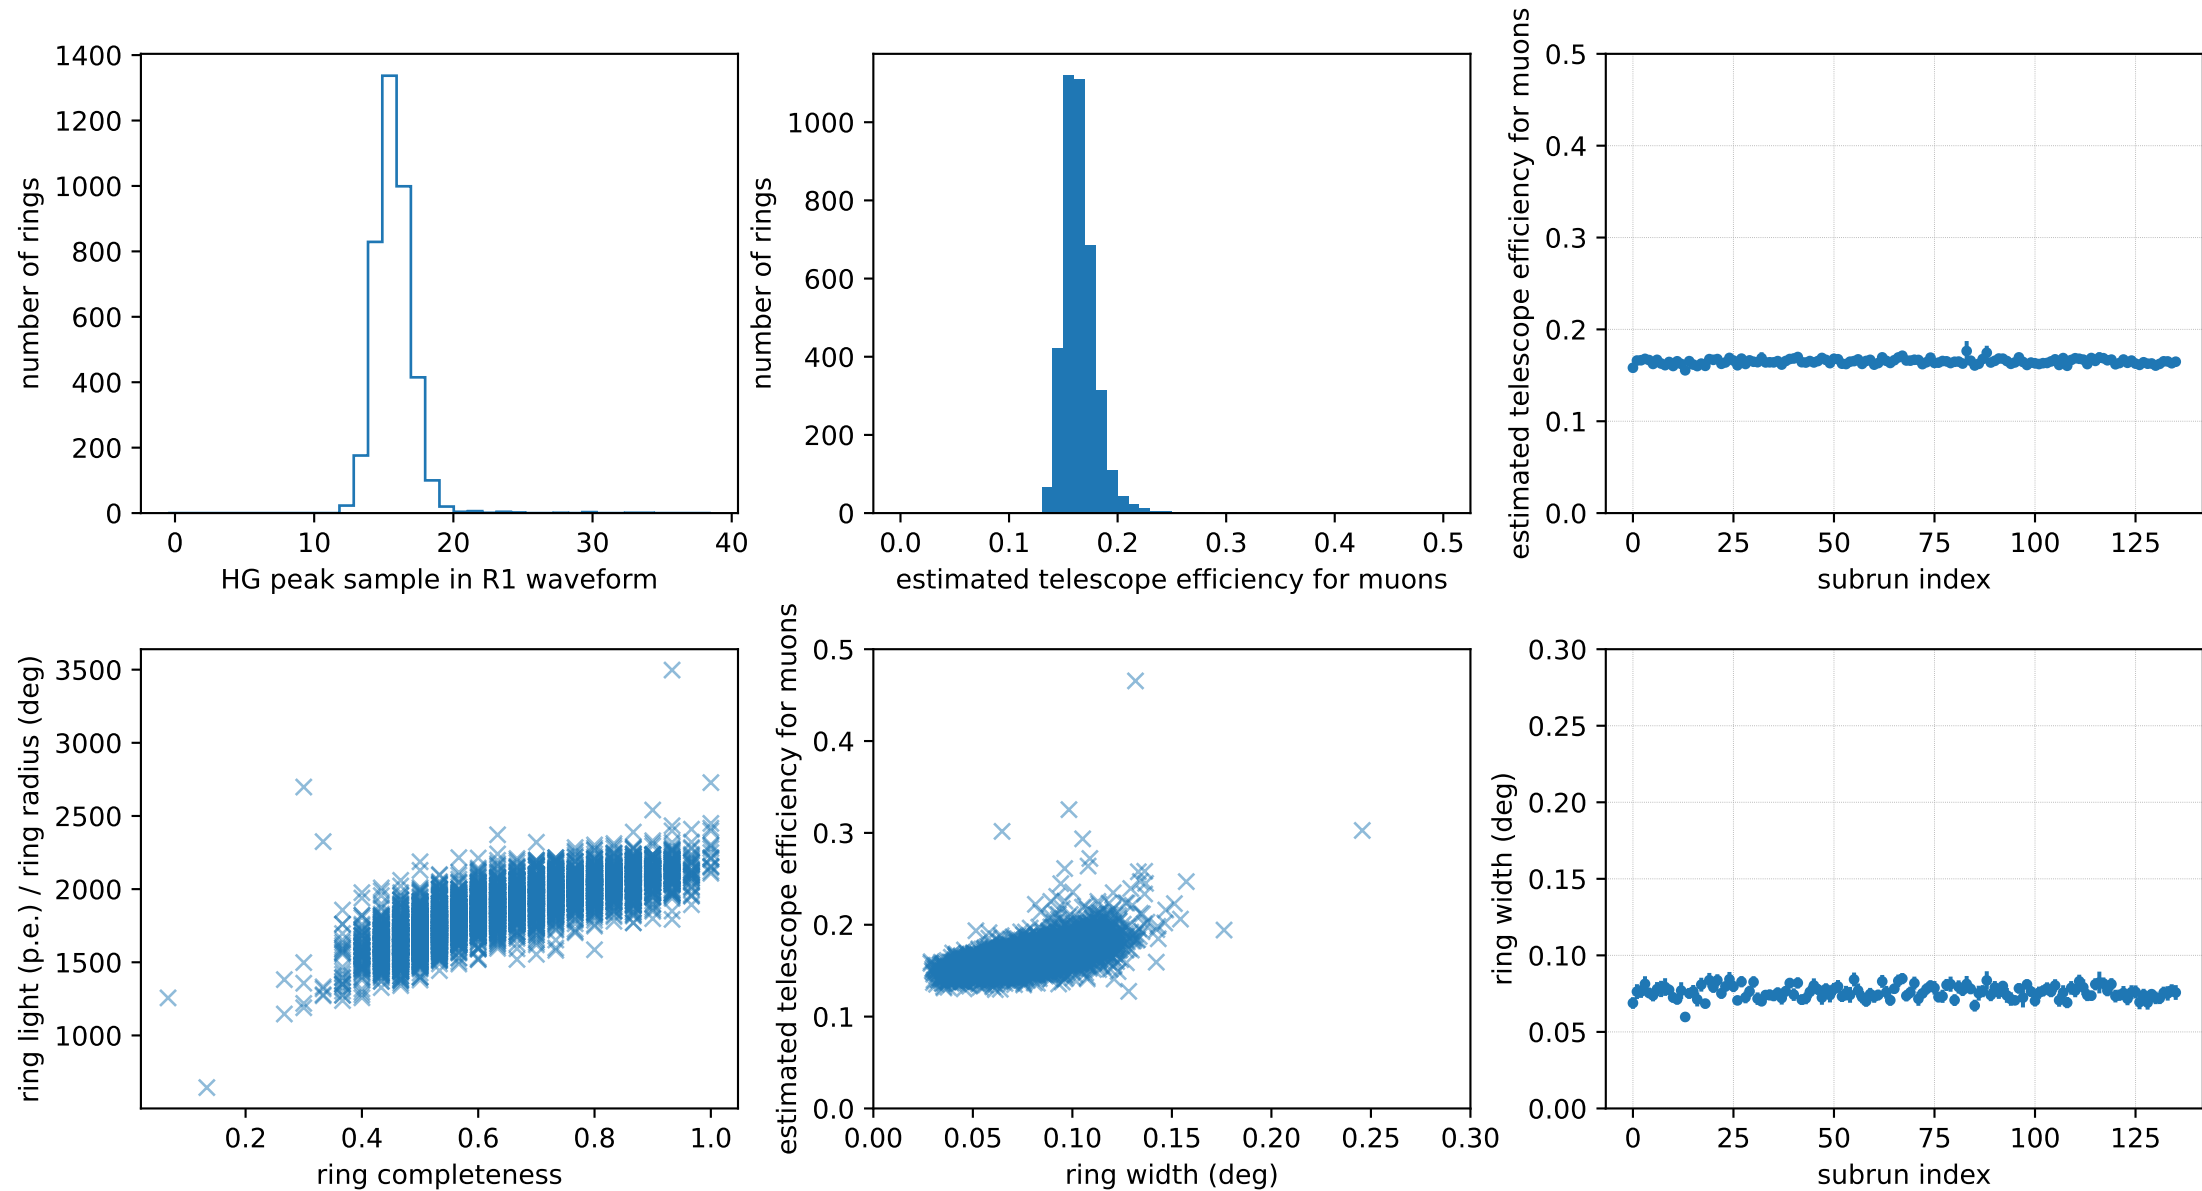 number of rings
1400
1200
1000
800
600
400
200
0
0 10 20 30 40
HG peak sample in R1 waveform
number of rings
1000
800
600
400
200
0
0.0 0.1 0.2 0.3 0.4 0.5
estimated telescope efficiency for muons
estimated telescope efficiency for muons
0.5
0.4
0.3
0.2
0.1
0.0
0 25 50 75 100 125
subrun index
ring light (p.e.) / ring radius (deg)
3500
3000
2500
2000
1500
1000
0.2 0.4 0.6 0.8 1.0
ring completeness
estimated telescope efficiency for muons
0.5
0.4
0.3
0.2
0.1
0.0
0.00 0.05 0.10 0.15 0.20 0.25 0.30
ring width (deg)
ring width (deg)
0.30
0.25
0.20
0.15
0.10
0.05
0.00
0 25 50 75 100 125
subrun index